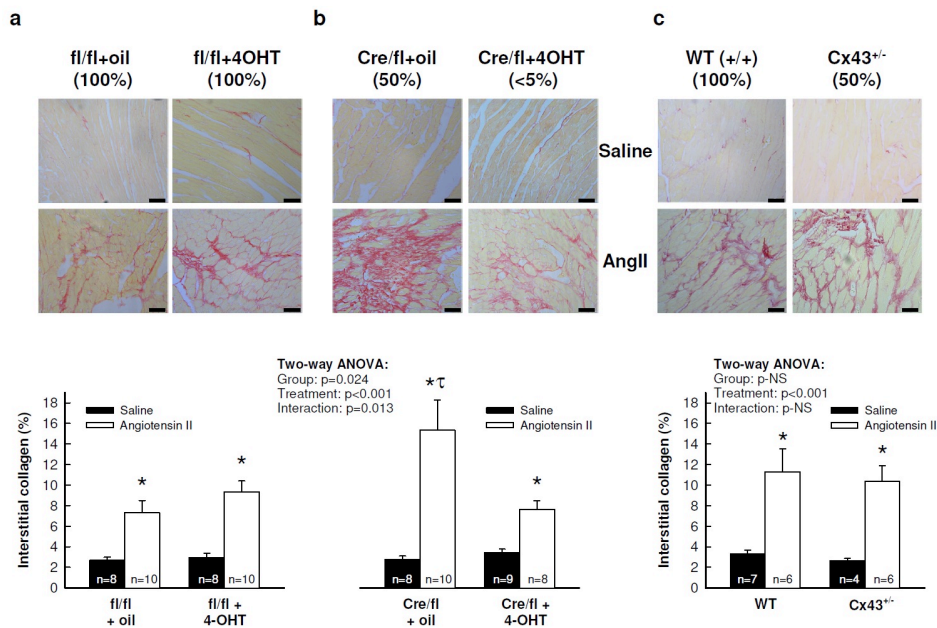 a
b
c
fl/fl+oil
(100%)
fl/fl+4OHT
(100%)
Cre/fl+oil
(50%)
Cre/fl+4OHT
(<5%)
WT (+/+)
(100%)
Cx43+/-
(50%)
Saline
AngII
Interstitial collagen (%)
18
16
14
12
10
8
6
4
2
0
Saline
Angiotensin II
*
*
n=8
n=10
n=8
n=10
fl/fl
+ oil
fl/fl +
4-OHT
Two-way ANOVA:
Group: p=0.024
Treatment: p<0.001
Interaction: p=0.013
*τ
Saline
Angiotensin II
*
n=8
n=10
n=9
n=8
Cre/fl
+ oil
Cre/fl +
4-OHT
Two-way ANOVA:
Group: p-NS
Treatment: p<0.001
Interaction: p-NS
Interstitial collagen (%)
18
16
14
12
10
8
6
4
2
0
Saline
Angiotensin II
*
*
n=7
n=6
n=4
n=6
WT
Cx43+/-